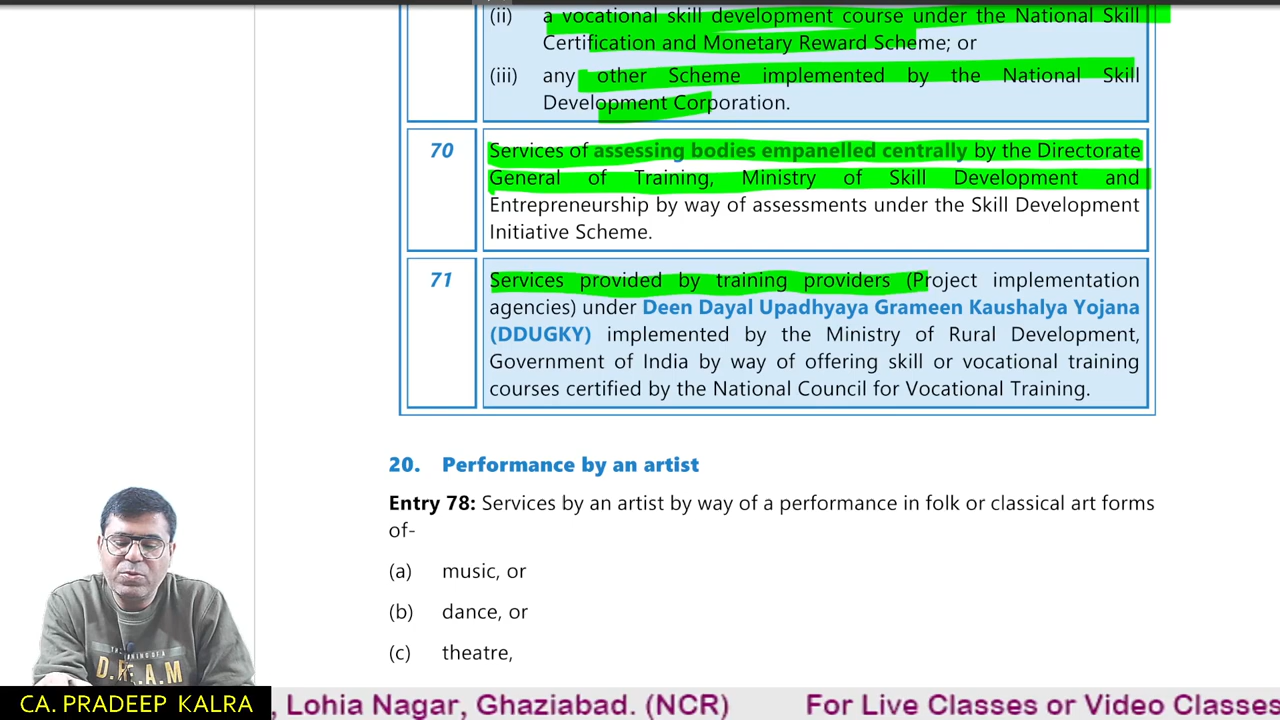 (ii) a vocational skill development course under the National Skill
Certification and Monetary Reward Scheme; or
(iii) any other Scheme implemented by the National Skill
Development Corporation.
70 Services of assessing bodies empanelled centrally by the Directorate
General of Training, Ministry of Skill Development and
Entrepreneurship by way of assessments under the Skill Development
Initiative Scheme.
71 Services provided by training providers (Project implementation
agencies) under Deen Dayal Upadhyaya Grameen Kaushalya Yojana
(DDUGKY) implemented by the Ministry of Rural Development,
Government of India by way of offering skill or vocational training
courses certified by the National Council for Vocational Training.
20. Performance by an artist
Entry 78: Services by an artist by way of a performance in folk or classical art forms
of-
(a) music, or
(b) dance, or
(c) theatre,
D.R.E.A.M
CA. PRADEEP KALRA , Lohia Nagar, Ghaziabad. (NCR) For Live Classes or Video Classes